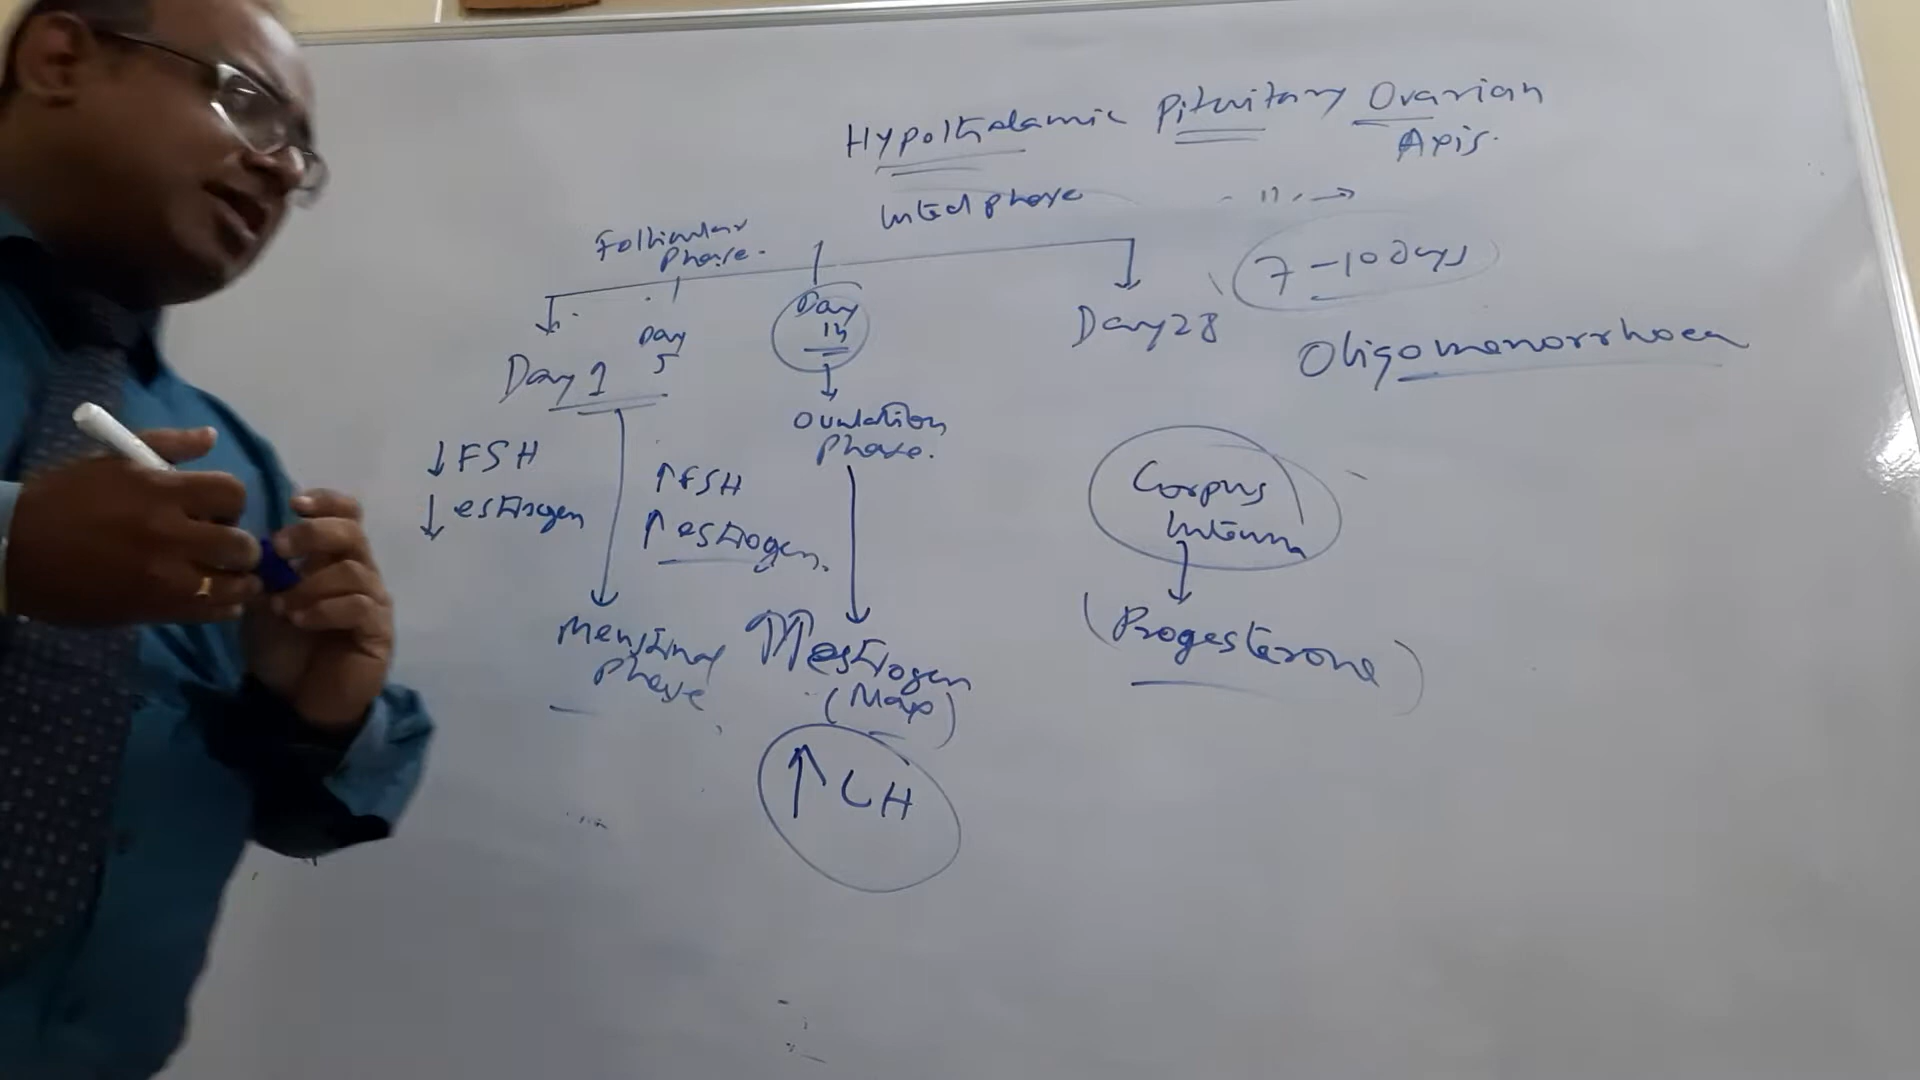 Hypothalamic Pituitary Ovarian
Axis.
Follicular
Phase.
luteal phase
7-10 days
Day 1
Day
5
Day
14
Day 28
Oligomenorrhoea
↓ FSH
↓ estrogen
↑ FSH
↑ estrogen
Ovulation
Phase.
Corpus
luteum
Menstrual
Phase
↑↑ estrogen
(Max)
(Progesterone)
↑ LH